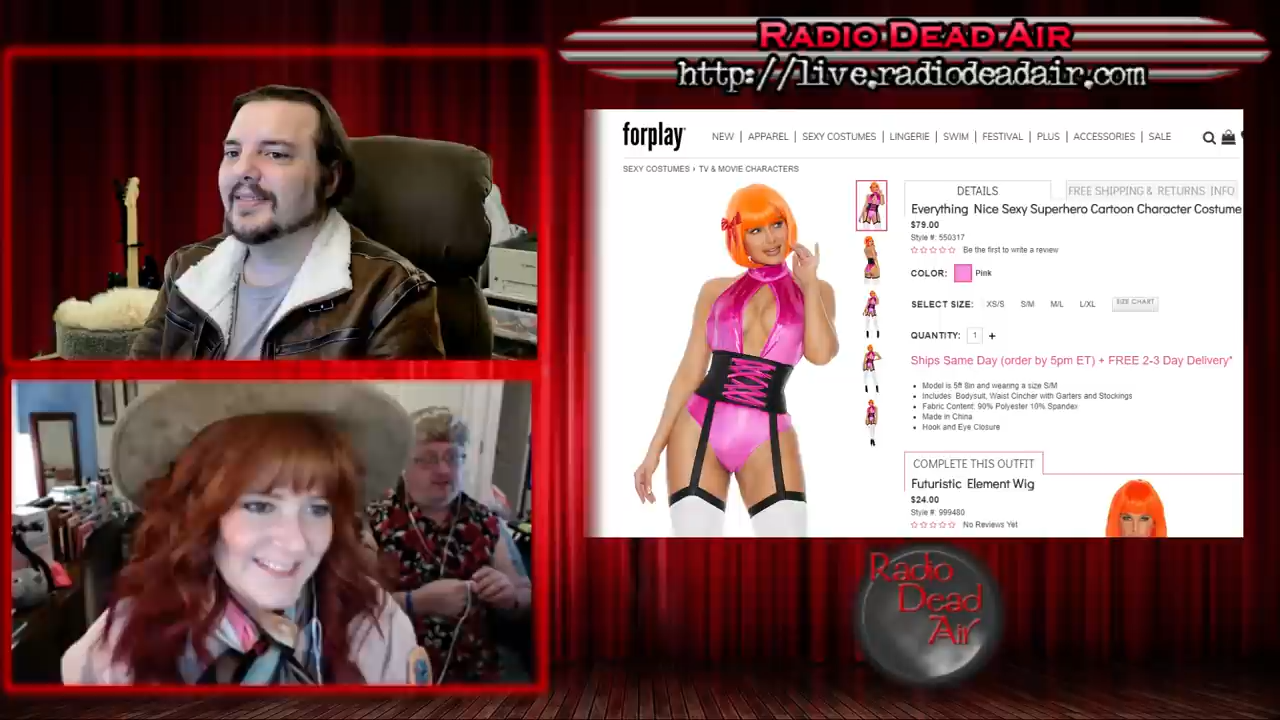 RADIO DEAD AIR
http://live.radiodeadair.com
forplay
NEW | APPAREL | SEXY COSTUMES | LINGERIE | SWIM | FESTIVAL | PLUS | ACCESSORIES | SALE
SEXY COSTUMES › TV & MOVIE CHARACTERS
DETAILS
FREE SHIPPING & RETURNS INFO
Everything Nice Sexy Superhero Cartoon Character Costume
$79.00
Style #: 550317
Be the first to write a review
COLOR: Pink
SELECT SIZE: XS/S S/M M/L L/XL SIZE CHART
QUANTITY: 1 +
Ships Same Day (order by 5pm ET) + FREE 2-3 Day Delivery*
Model is 5ft 8in and wearing a size S/M
Includes Bodysuit, Waist Cincher with Garters and Stockings
Fabric Content: 90% Polyester 10% Spandex
Made in China
Hook and Eye Closure
COMPLETE THIS OUTFIT
Futuristic Element Wig
$24.00
Style #: 999480
No Reviews Yet
Radio
Dead
Air